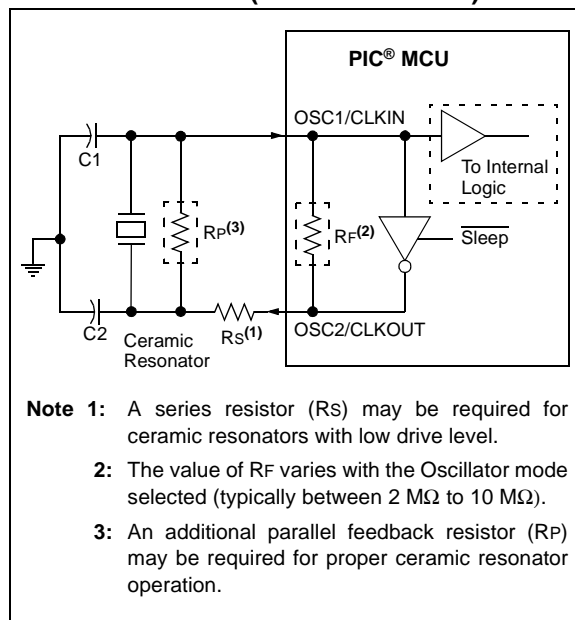 PIC® MCU
OSC1/CLKIN
C1
To Internal
Logic
RP(3)
RF(2)
Sleep
C2
Ceramic
Resonator
RS(1)
OSC2/CLKOUT
Note 1: A series resistor (RS) may be required for
ceramic resonators with low drive level.
2: The value of RF varies with the Oscillator mode
selected (typically between 2 MΩ to 10 MΩ).
3: An additional parallel feedback resistor (RP)
may be required for proper ceramic resonator
operation.